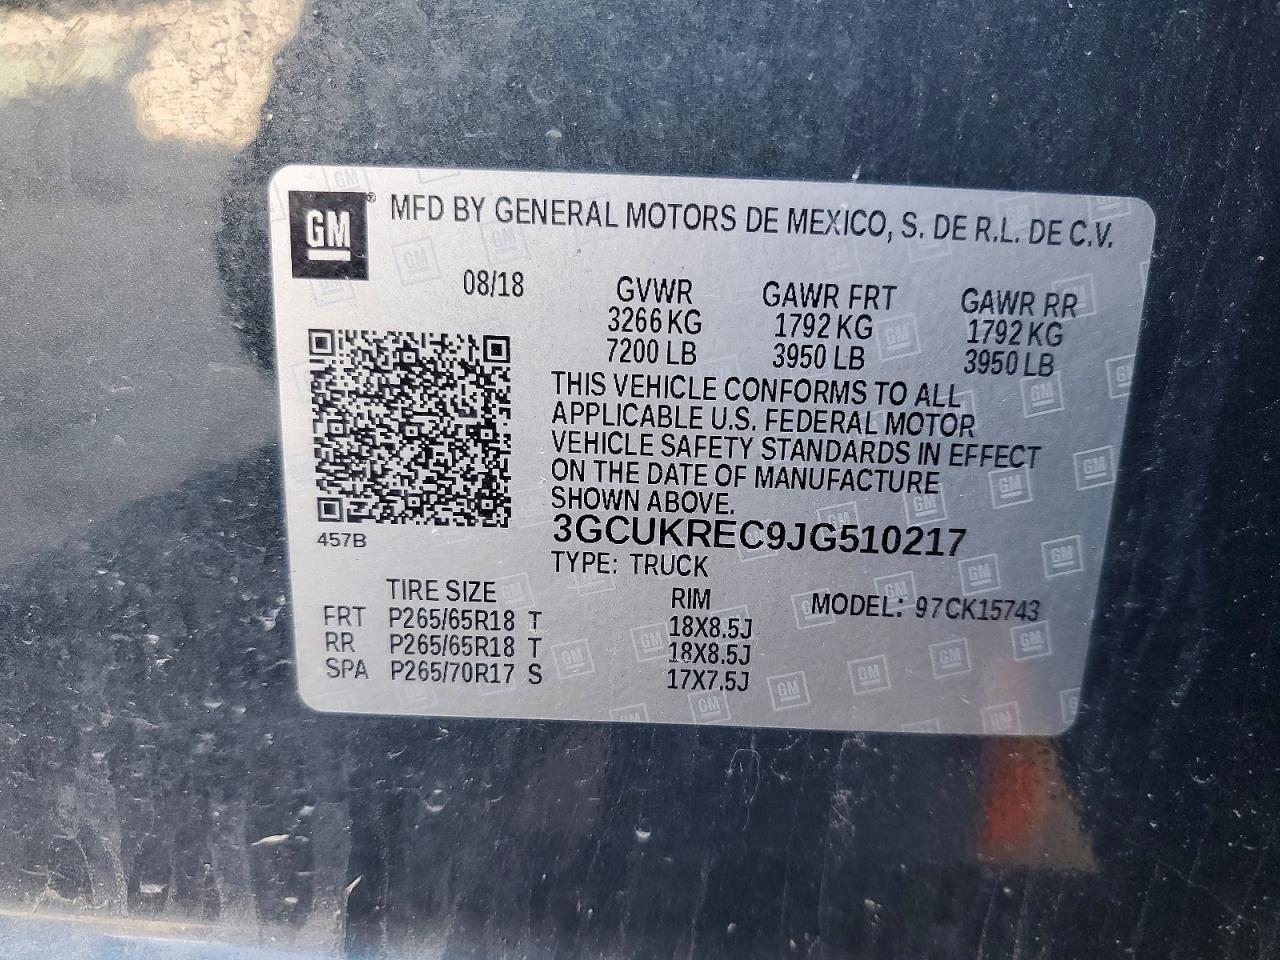 GM® MFD BY GENERAL MOTORS DE MEXICO, S. DE R.L. DE C.V.
08/18 GVWR GAWR FRT GAWR RR
3266 KG 1792 KG 1792 KG
7200 LB 3950 LB 3950 LB
THIS VEHICLE CONFORMS TO ALL
APPLICABLE U.S. FEDERAL MOTOR
VEHICLE SAFETY STANDARDS IN EFFECT
ON THE DATE OF MANUFACTURE
SHOWN ABOVE.
457B 3GCUKREC9JG510217
TYPE: TRUCK
TIRE SIZE RIM MODEL: 97CK15743
FRT P265/65R18 T 18X8.5J
RR P265/65R18 T 18X8.5J
SPA P265/70R17 S 17X7.5J